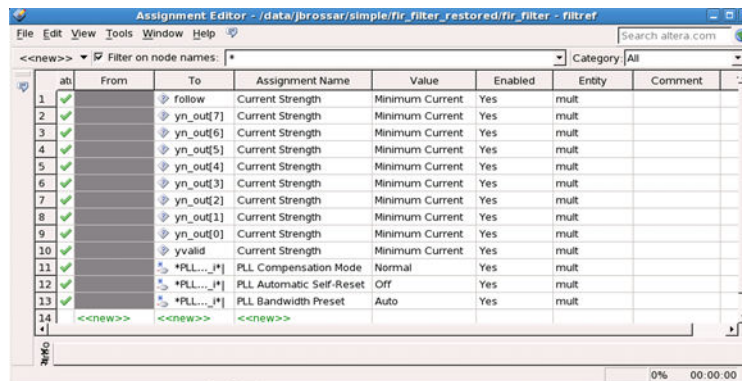 Assignment Editor - /data/jbrossar/simple/fir_filter_restored/fir_filter - filtref
File Edit View Tools Window Help Search altera.com
<<new>> Filter on node names: * Category: All
From To Assignment Name Value Enabled Entity Comment
1 follow Current Strength Minimum Current Yes mult
2 yn_out[7] Current Strength Minimum Current Yes mult
3 yn_out[6] Current Strength Minimum Current Yes mult
4 yn_out[5] Current Strength Minimum Current Yes mult
5 yn_out[4] Current Strength Minimum Current Yes mult
6 yn_out[3] Current Strength Minimum Current Yes mult
7 yn_out[2] Current Strength Minimum Current Yes mult
8 yn_out[1] Current Strength Minimum Current Yes mult
9 yn_out[0] Current Strength Minimum Current Yes mult
10 yvalid Current Strength Minimum Current Yes mult
11 *PLL..._i*| PLL Compensation Mode Normal Yes mult
12 *PLL..._i*| PLL Automatic Self-Reset Off Yes mult
13 *PLL..._i*| PLL Bandwidth Preset Auto Yes mult
14 <<new>> <<new>> <<new>>
0% 00:00:00